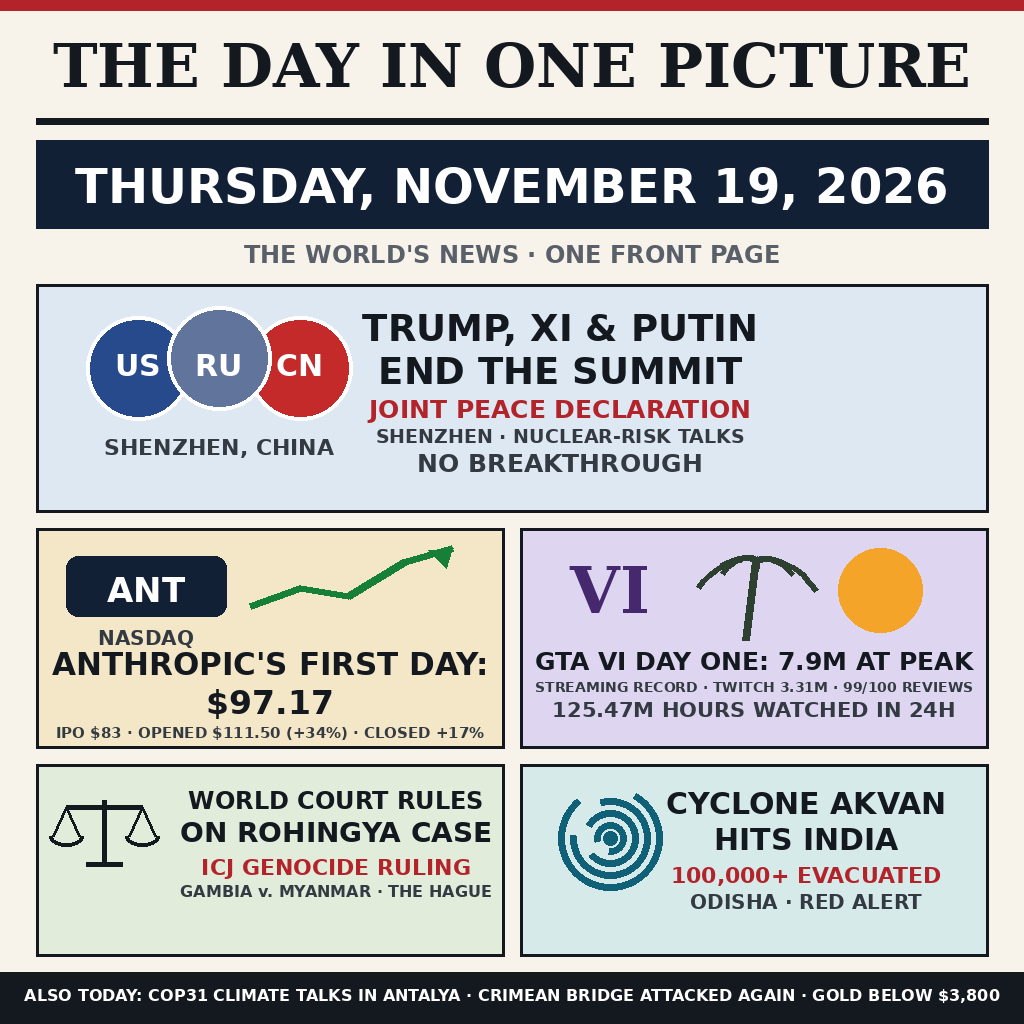 THE DAY IN ONE PICTURE
THURSDAY, NOVEMBER 19, 2026
THE WORLD'S NEWS · ONE FRONT PAGE
US
RU
CN
SHENZHEN, CHINA
TRUMP, XI & PUTIN
END THE SUMMIT
JOINT PEACE DECLARATION
SHENZHEN · NUCLEAR-RISK TALKS
NO BREAKTHROUGH
ANT
NASDAQ
ANTHROPIC'S FIRST DAY:
$97.17
IPO $83 · OPENED $111.50 (+34%) · CLOSED +17%
VI
GTA VI DAY ONE: 7.9M AT PEAK
STREAMING RECORD · TWITCH 3.31M · 99/100 REVIEWS
125.47M HOURS WATCHED IN 24H
WORLD COURT RULES
ON ROHINGYA CASE
ICJ GENOCIDE RULING
GAMBIA v. MYANMAR · THE HAGUE
CYCLONE AKVAN
HITS INDIA
100,000+ EVACUATED
ODISHA · RED ALERT
ALSO TODAY: COP31 CLIMATE TALKS IN ANTALYA · CRIMEAN BRIDGE ATTACKED AGAIN · GOLD BELOW $3,800